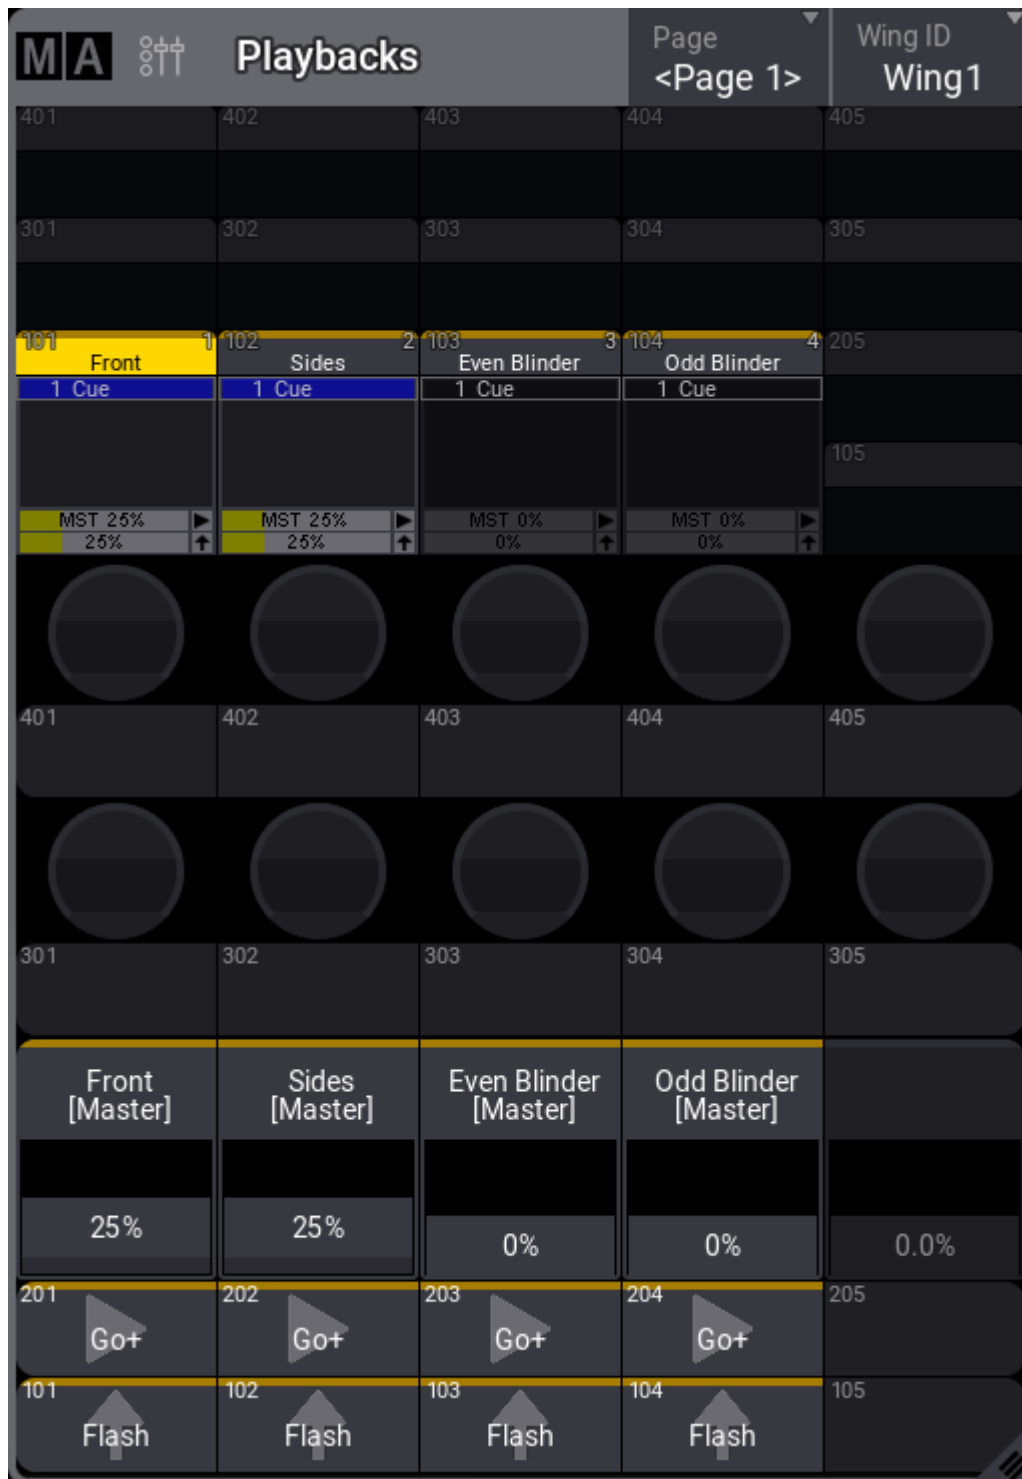 MA Playbacks Page Wing ID
<Page 1> Wing1
401 402 403 404 405
301 302 303 304 305
101 1 102 2 103 3 104 4 205
Front Sides Even Blinder Odd Blinder
1 Cue 1 Cue 1 Cue 1 Cue
105
MST 25% MST 25% MST 0% MST 0%
25% 25% 0% 0%
401 402 403 404 405
301 302 303 304 305
Front Sides Even Blinder Odd Blinder
[Master] [Master] [Master] [Master]
25% 25% 0% 0% 0.0%
201 202 203 204 205
Go+ Go+ Go+ Go+
101 102 103 104 105
Flash Flash Flash Flash